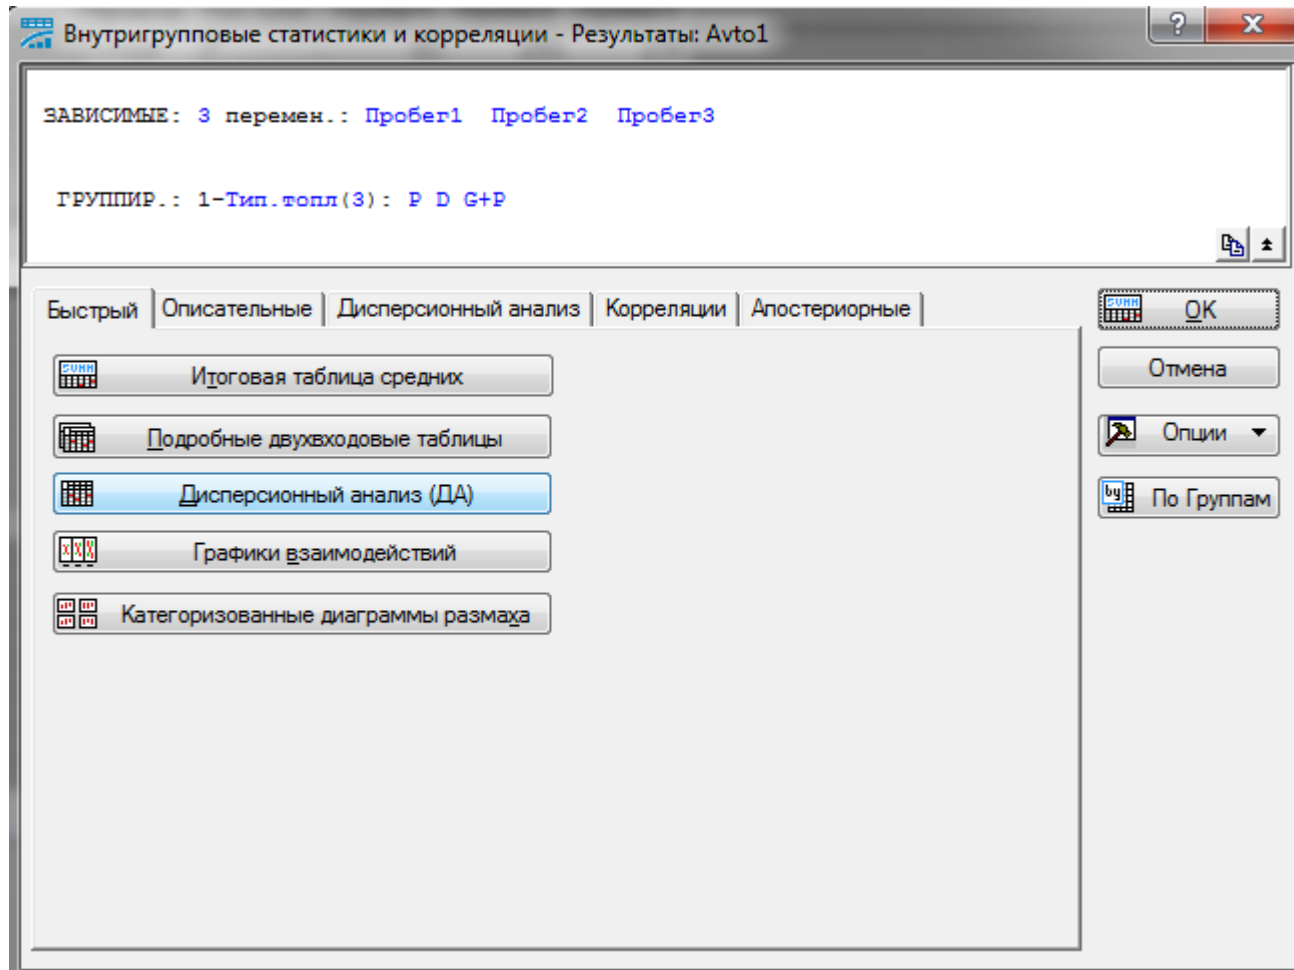 Внутригрупповые статистики и корреляции - Результаты: Avto1
ЗАВИСИМЫЕ: 3 перемен.: Пробег1 Пробег2 Пробег3
ГРУППИР.: 1-Тип.топл(3): P D G+P
Быстрый Описательные Дисперсионный анализ Корреляции Апостериорные
Итоговая таблица средних
Подробные двухвходовые таблицы
Дисперсионный анализ (ДА)
Графики взаимодействий
Категоризованные диаграммы размаха
OK
Отмена
Опции
По Группам